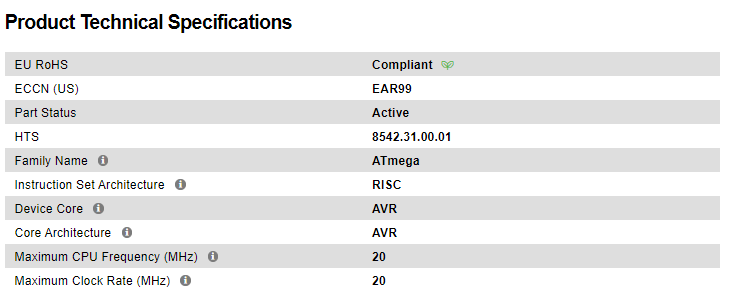 Product Technical Specifications
EU RoHS Compliant
ECCN (US) EAR99
Part Status Active
HTS 8542.31.00.01
Family Name ATmega
Instruction Set Architecture RISC
Device Core AVR
Core Architecture AVR
Maximum CPU Frequency (MHz) 20
Maximum Clock Rate (MHz) 20